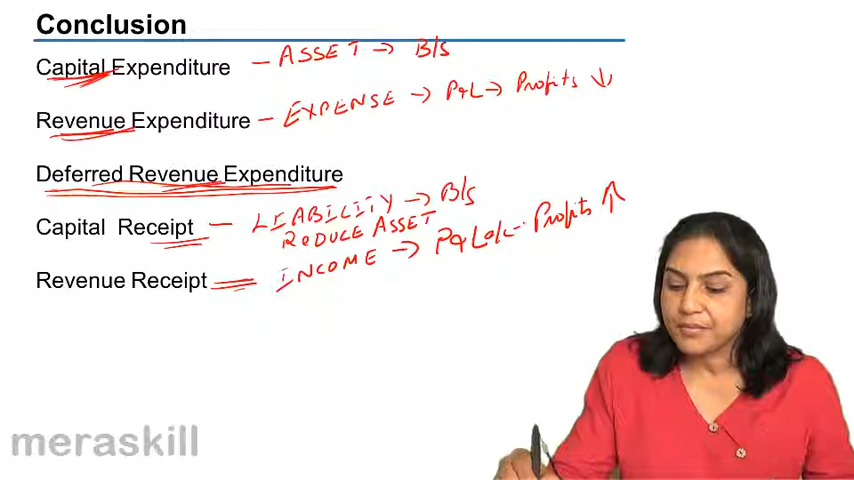 Conclusion
Capital Expenditure – ASSET → B/S
Revenue Expenditure – EXPENSE → P&L → Profits ↓
Deferred Revenue Expenditure
Capital Receipt – LIABILITY → B/S
REDUCE ASSET
Revenue Receipt – INCOME → P&L a/c – Profits ↑
meraskill